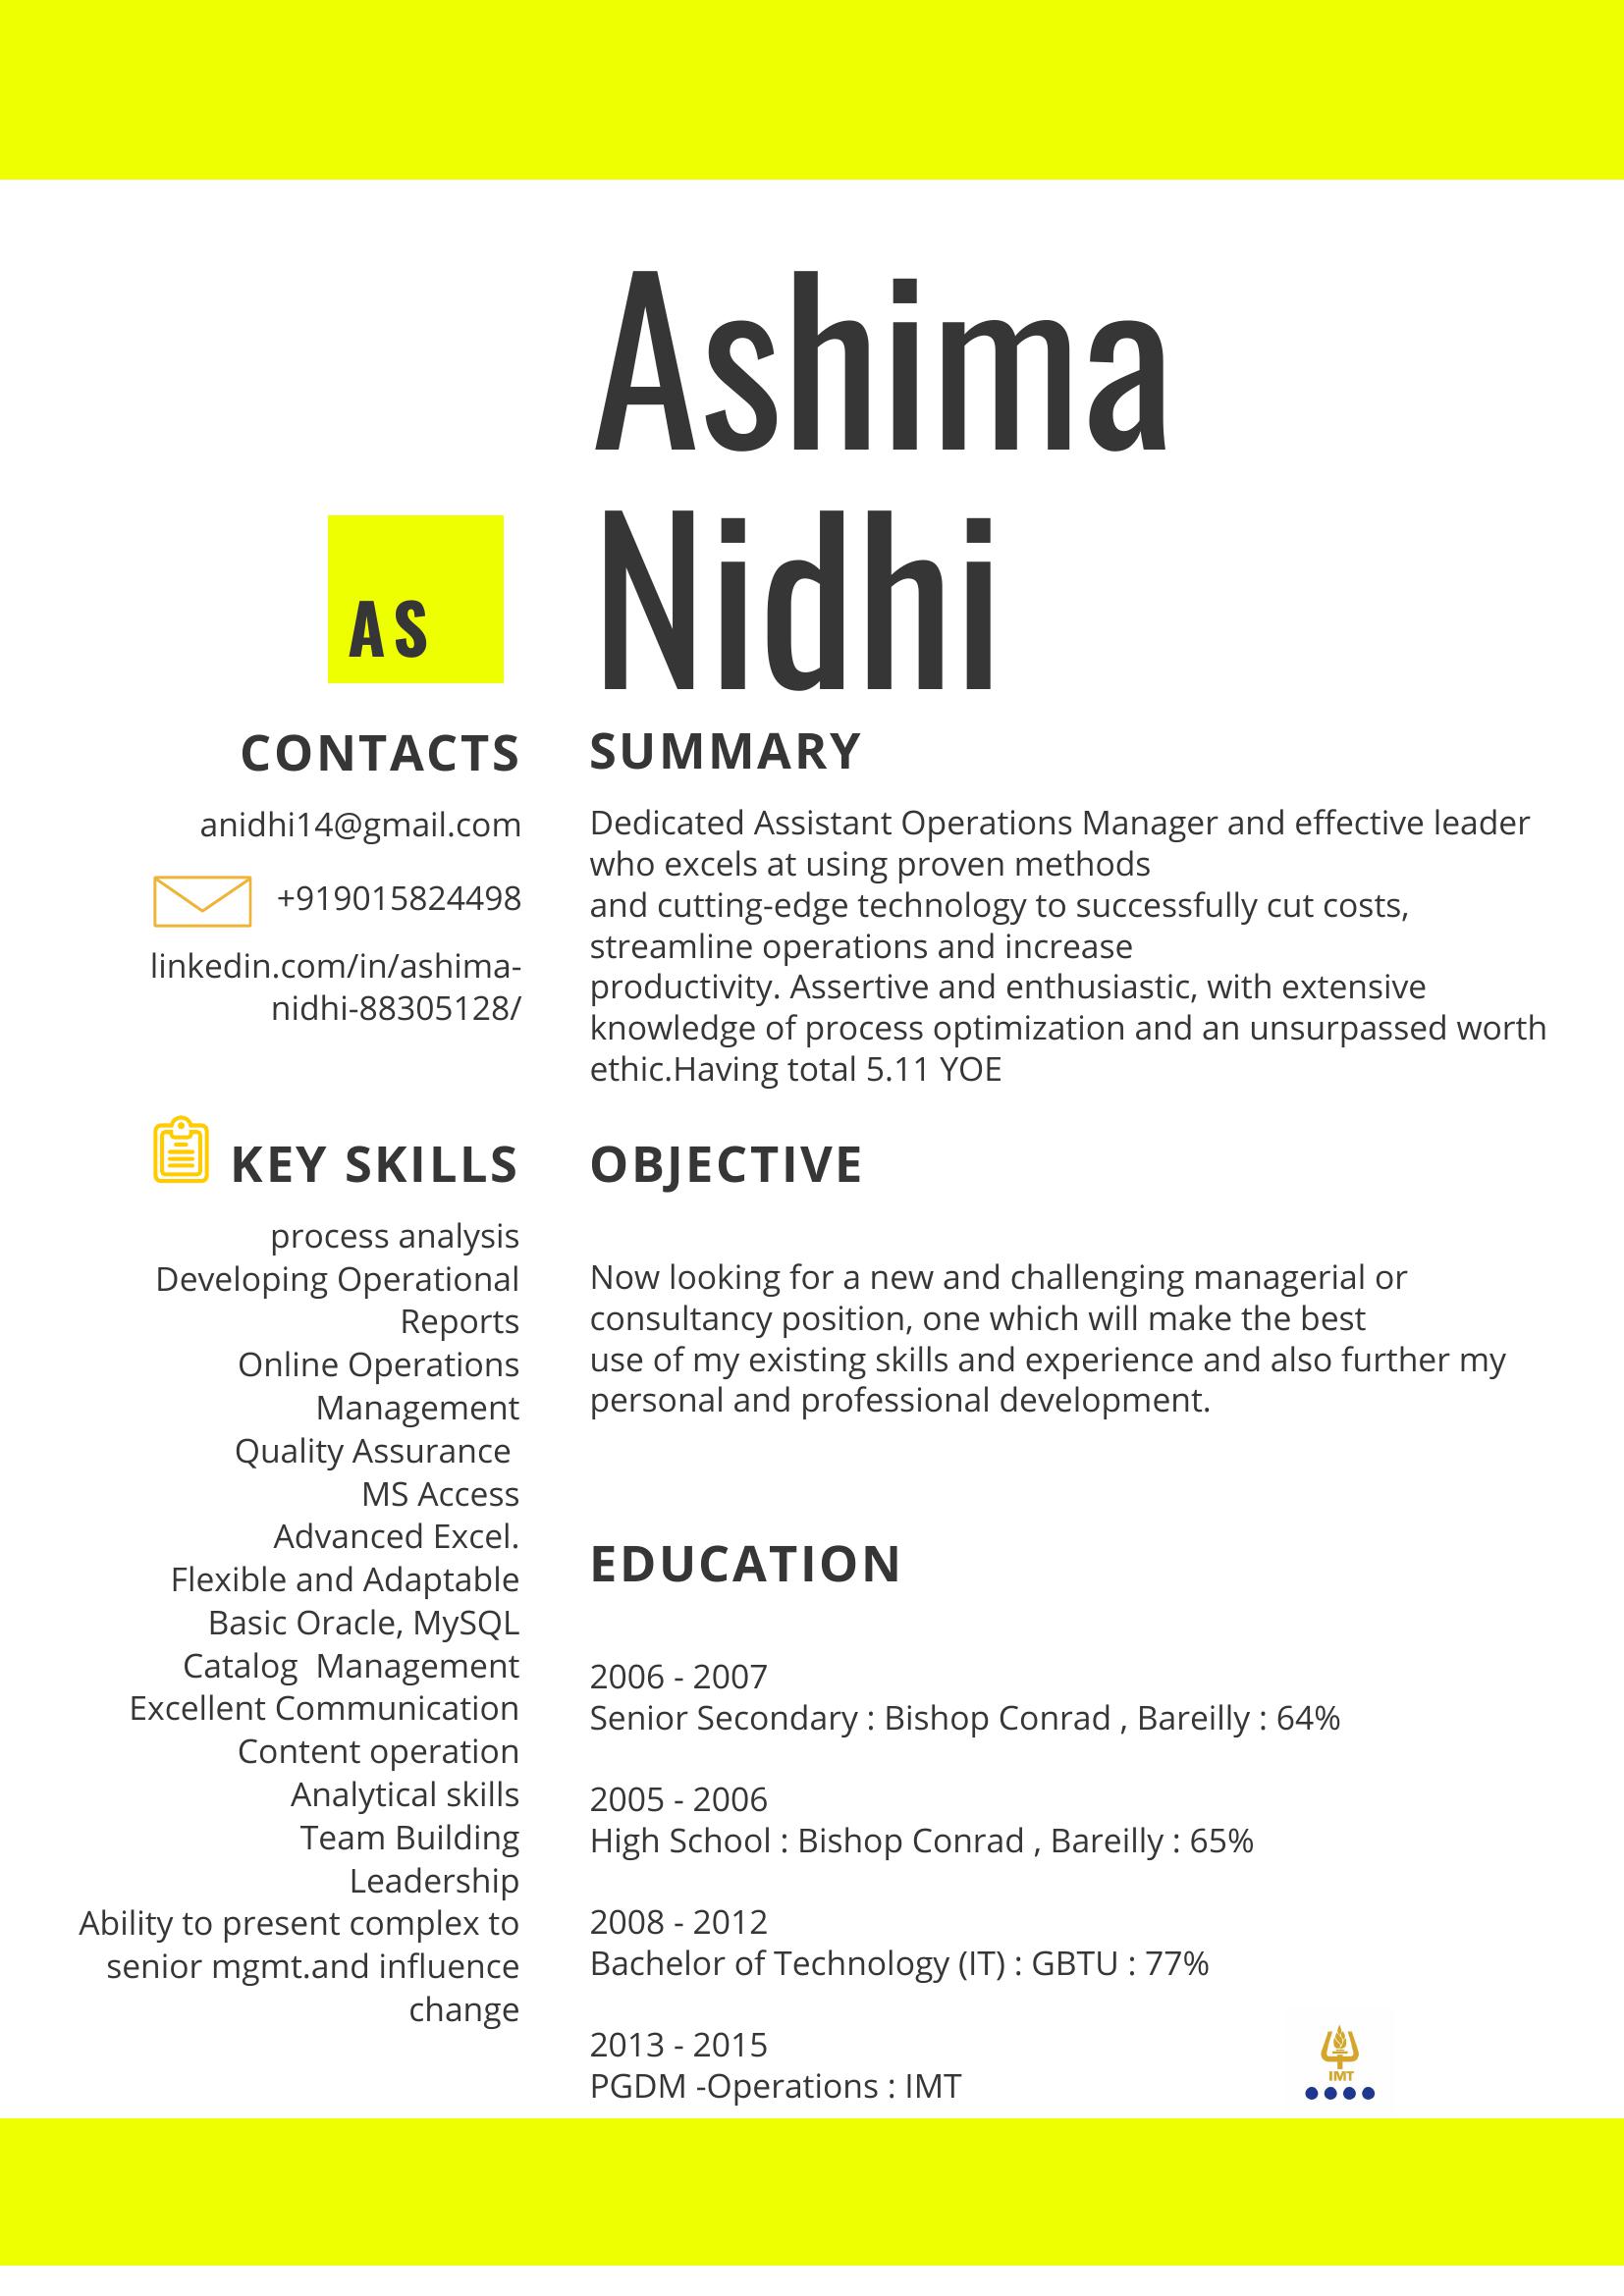 Ashima
Nidhi
AS
CONTACTS
anidhi14@gmail.com
+919015824498
linkedin.com/in/ashima-
nidhi-88305128/
KEY SKILLS
process analysis
Developing Operational
Reports
Online Operations
Management
Quality Assurance
MS Access
Advanced Excel.
Flexible and Adaptable
Basic Oracle, MySQL
Catalog  Management
Excellent Communication
Content operation
Analytical skills
Team Building
Leadership
Ability to present complex to
senior mgmt.and influence
change
SUMMARY
Dedicated Assistant Operations Manager and effective leader
who excels at using proven methods
and cutting-edge technology to successfully cut costs,
streamline operations and increase
productivity. Assertive and enthusiastic, with extensive
knowledge of process optimization and an unsurpassed worth
ethic.Having total 5.11 YOE
OBJECTIVE
Now looking for a new and challenging managerial or
consultancy position, one which will make the best
use of my existing skills and experience and also further my
personal and professional development.
EDUCATION
2006 - 2007
Senior Secondary : Bishop Conrad , Bareilly : 64%
2005 - 2006
High School : Bishop Conrad , Bareilly : 65%
2008 - 2012
Bachelor of Technology (IT) : GBTU : 77%
2013 - 2015
PGDM -Operations : IMT
IMT